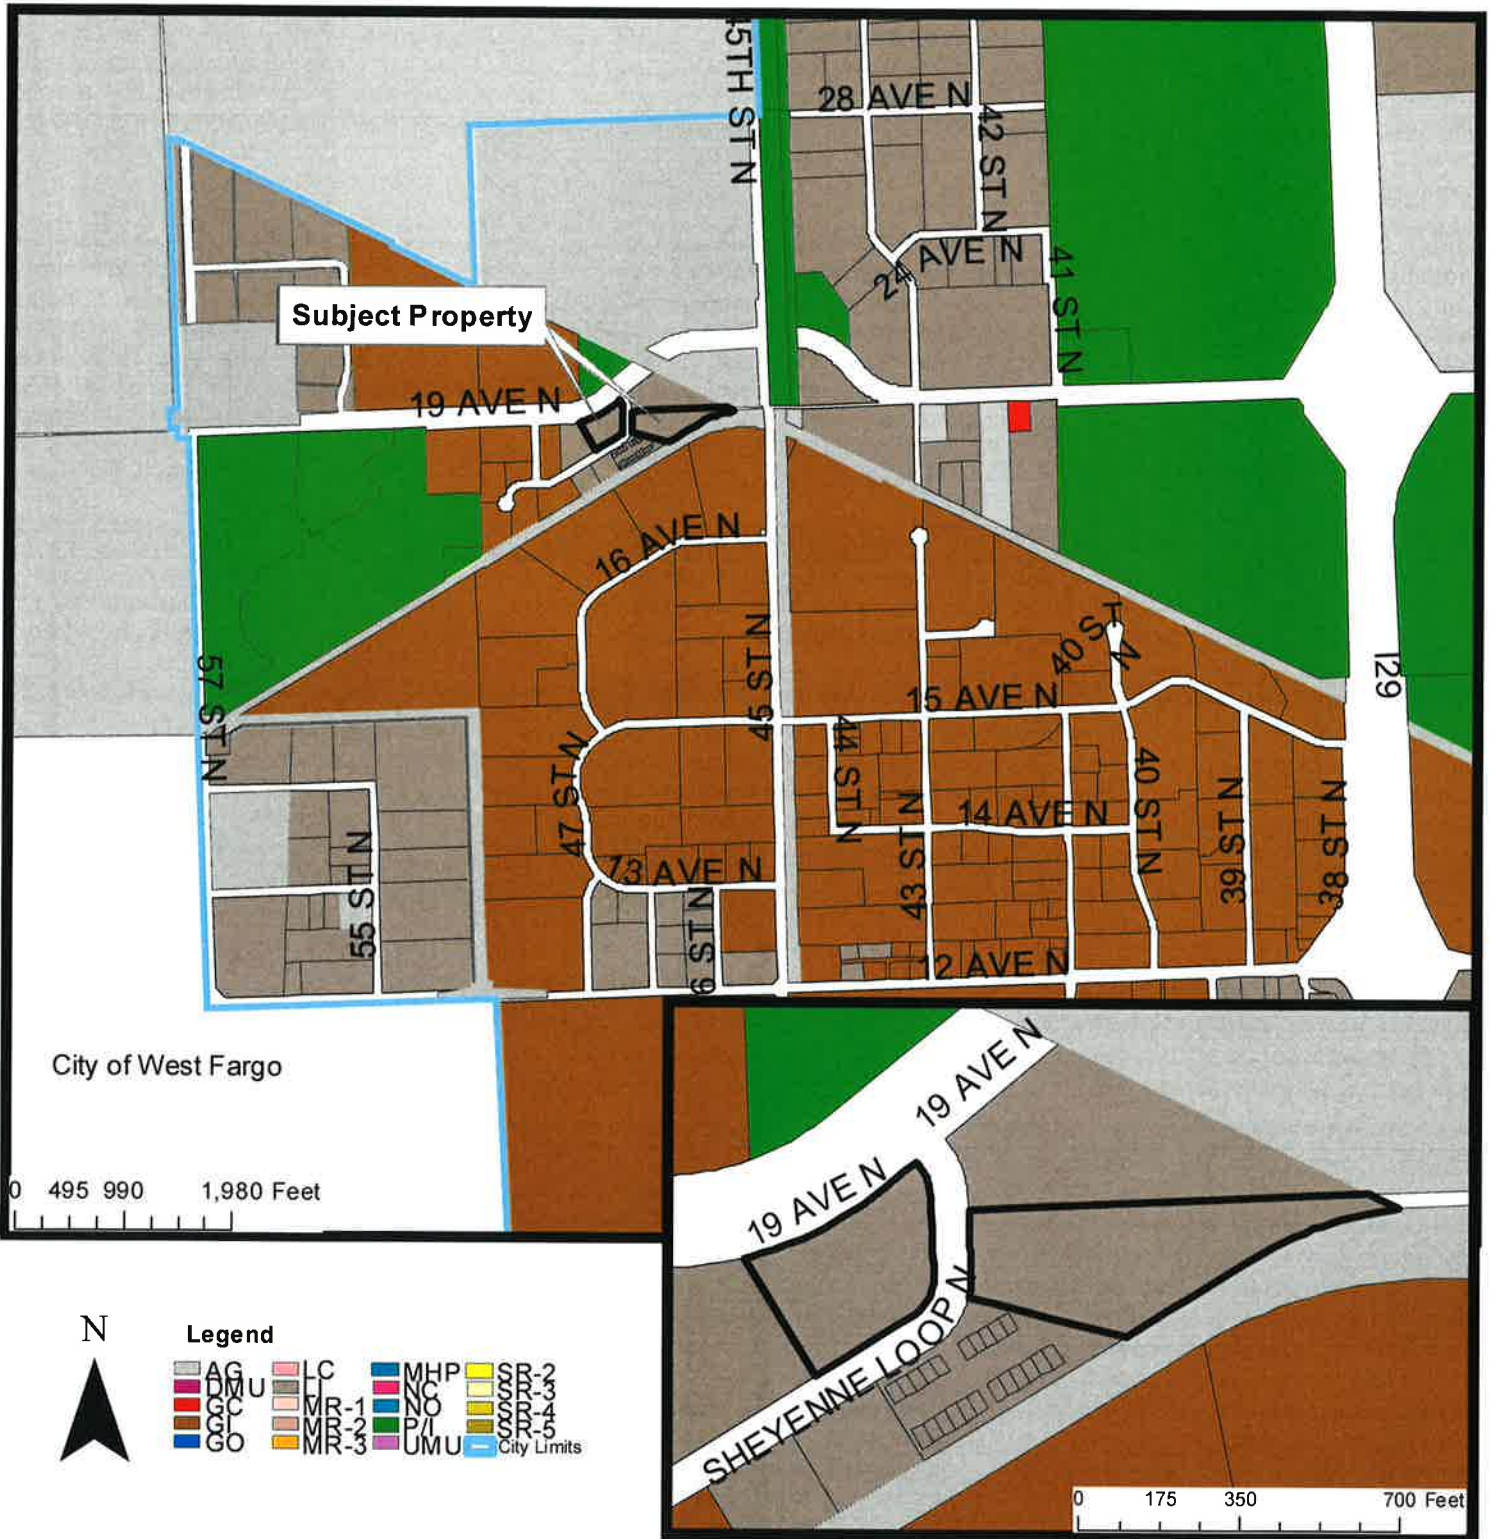 45TH ST N
28 AVE N
42 ST N
24 AVE N
41 ST N
Subject Property
19 AVE N
16 AVE N
40 ST N
I29
57 ST N
45 ST N
15 AVE N
47 ST N
44 ST N
40 ST N
14 AVE N
39 ST N
38 ST N
43 ST N
13 AVE N
55 ST N
12 AVE N
City of West Fargo
0 495 990 1,980 Feet
19 AVE N
19 AVE N
SHEYENNE LOOP N
0 175 350 700 Feet
N
Legend
AG LC MHP SR-2
DMU LI NC SR-3
GC MR-1 NO SR-4
GI MR-2 P/I SR-5
GO MR-3 UMU City Limits